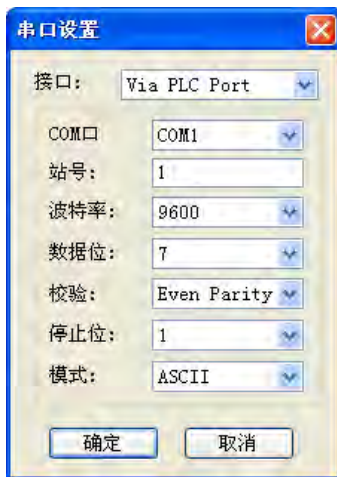 串口设置
接口: Via PLC Port
COM口 COM1
站号: 1
波特率: 9600
数据位: 7
校验: Even Parity
停止位: 1
模式: ASCII
确定 取消